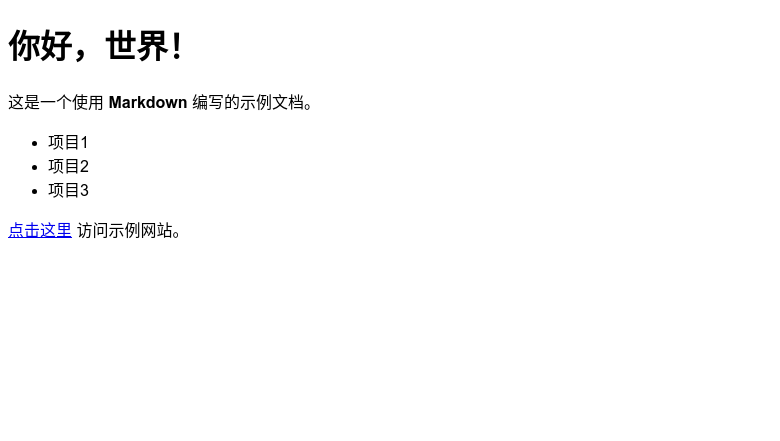 你好，世界！
这是一个使用 Markdown 编写的示例文档。
项目1
项目2
项目3
点击这里 访问示例网站。